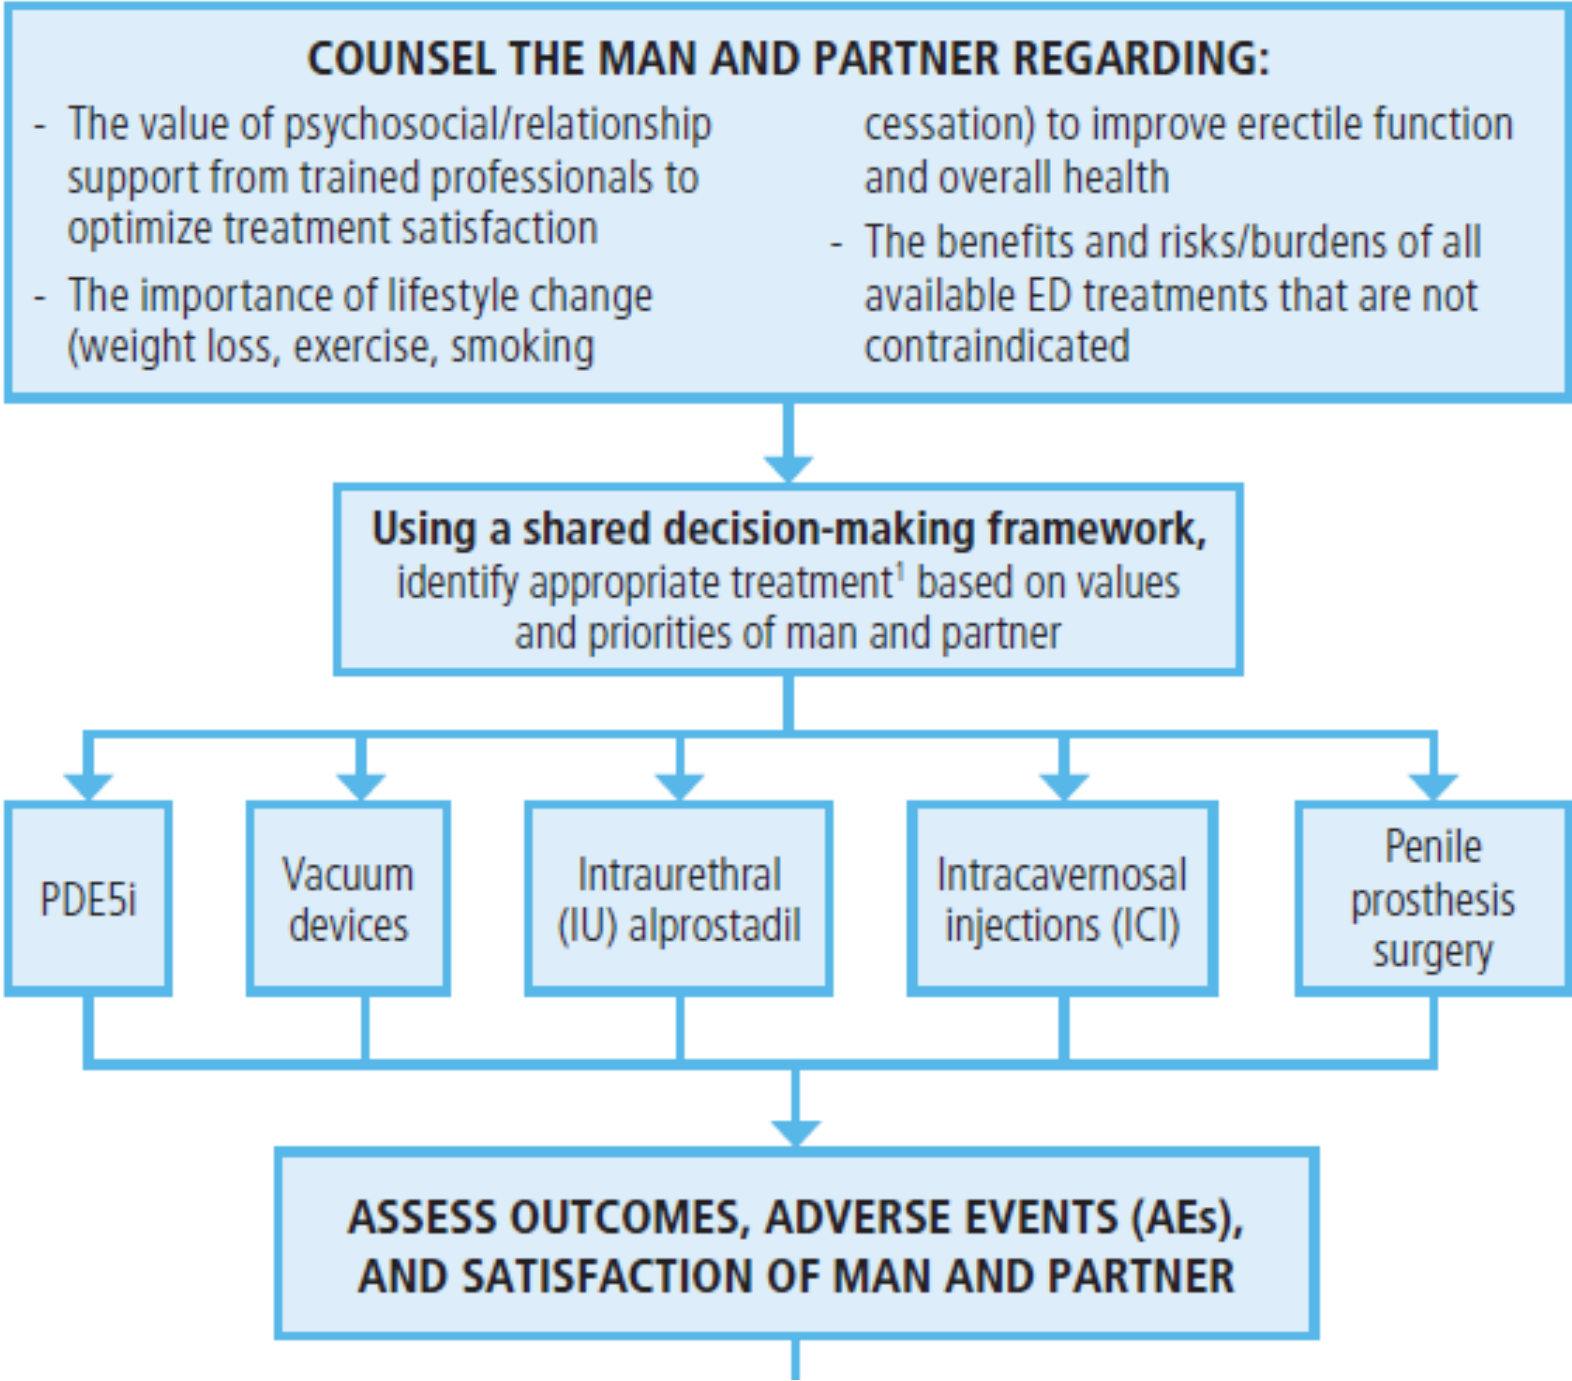 COUNSEL THE MAN AND PARTNER REGARDING:
- The value of psychosocial/relationship
support from trained professionals to
optimize treatment satisfaction
- The importance of lifestyle change
(weight loss, exercise, smoking
cessation) to improve erectile function
and overall health
- The benefits and risks/burdens of all
available ED treatments that are not
contraindicated
Using a shared decision-making framework,
identify appropriate treatment¹ based on values
and priorities of man and partner
PDE5i
Vacuum
devices
Intraurethral
(IU) alprostadil
Intracavernosal
injections (ICI)
Penile
prosthesis
surgery
ASSESS OUTCOMES, ADVERSE EVENTS (AEs),
AND SATISFACTION OF MAN AND PARTNER